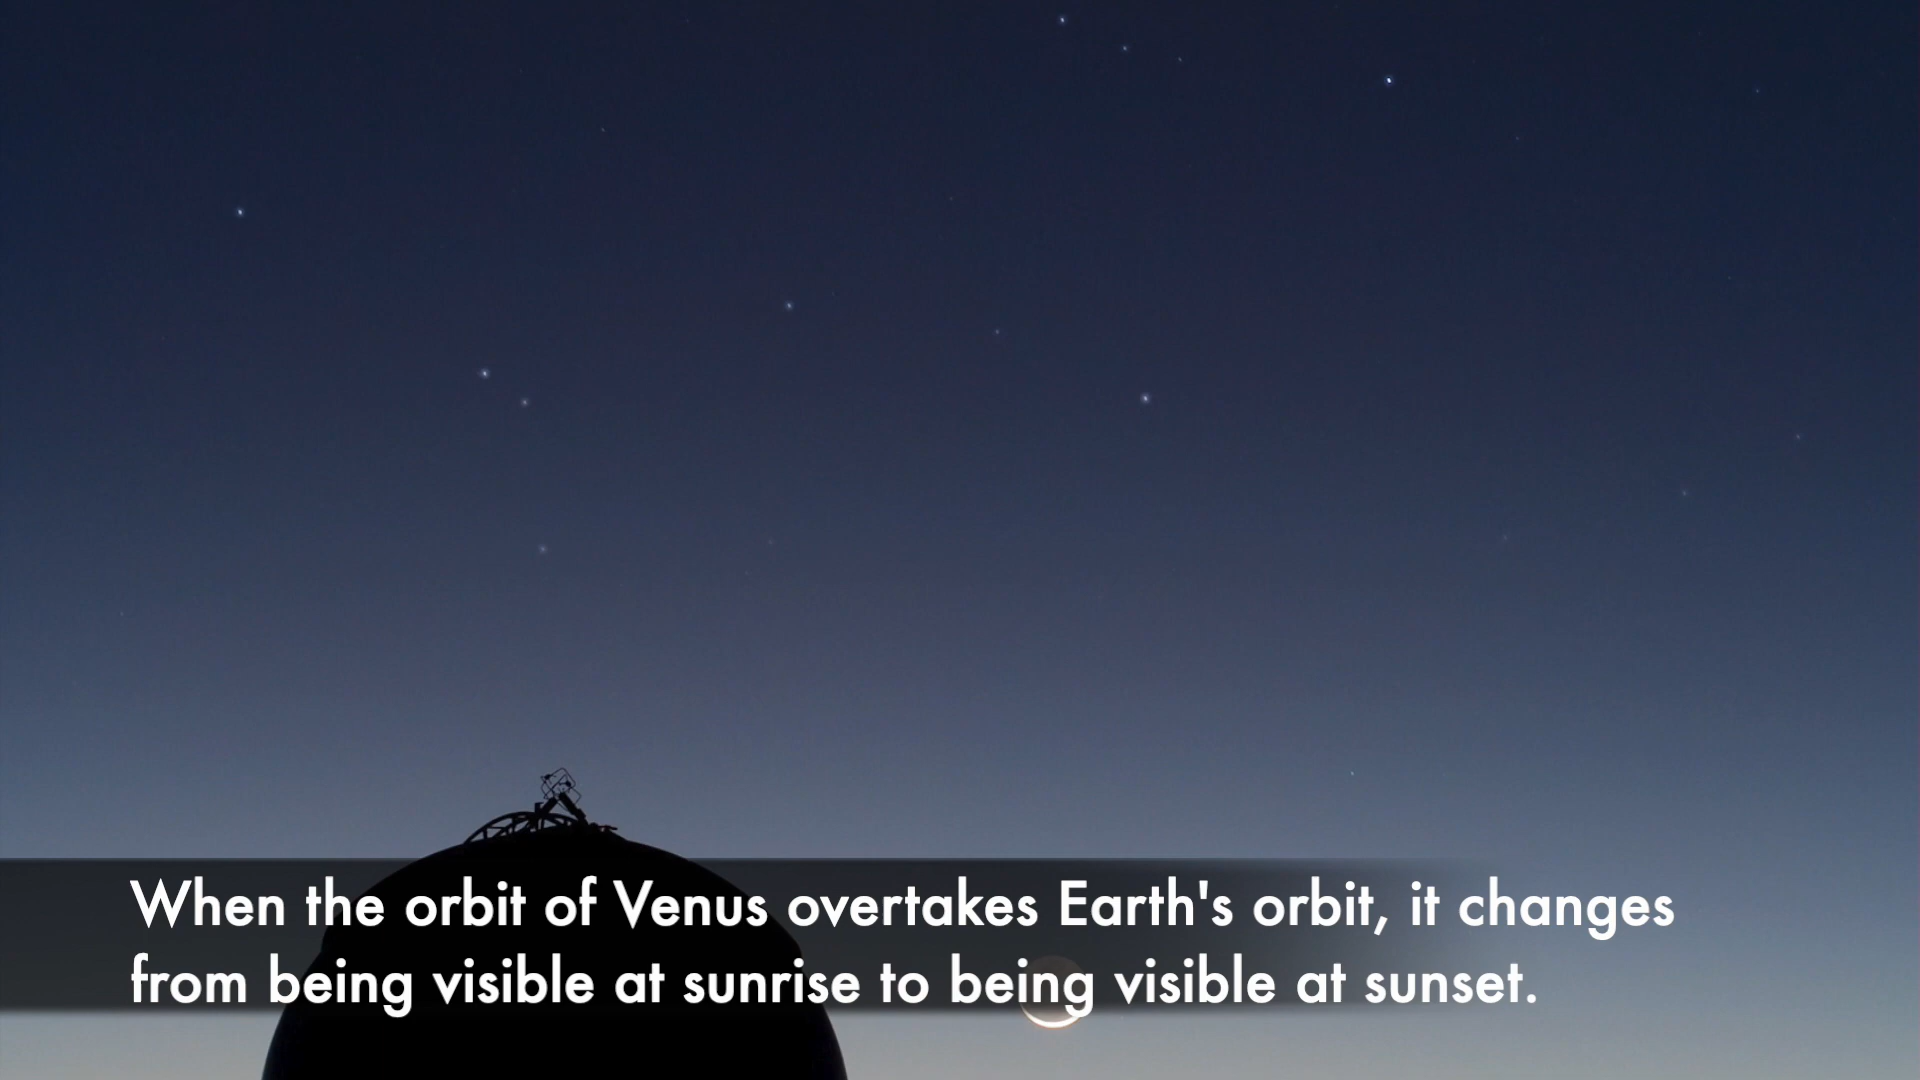 When the orbit of Venus overtakes Earth's orbit, it changes
from being visible at sunrise to being visible at sunset.